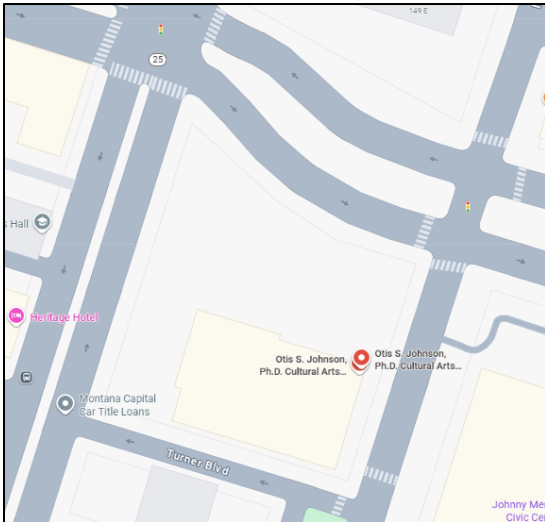 149 E
25
s Hall
Heritage Hotel
Otis S. Johnson,
Ph.D. Cultural Arts...
Otis S. Johnson,
Ph.D. Cultural Arts...
Montana Capital
Car Title Loans
Turner Blvd
Johnny Mer
Civic Cen